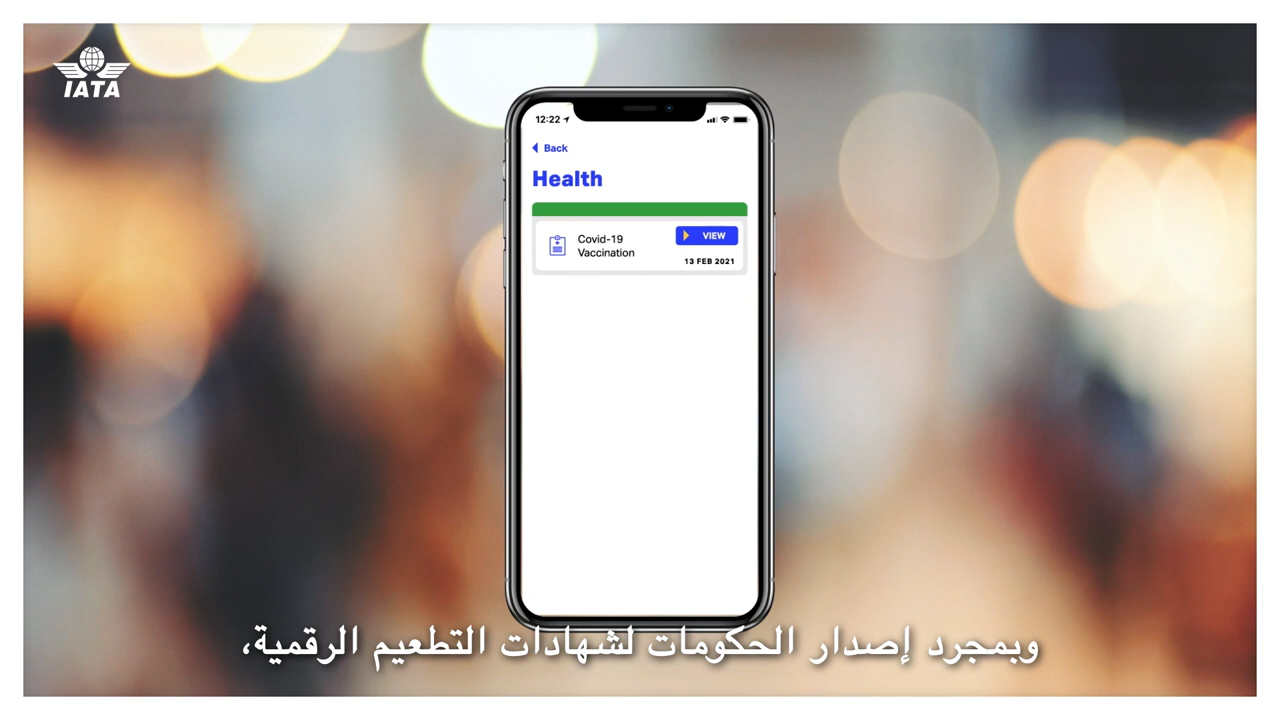 IATA
12:22
Back
Health
Covid-19
Vaccination
VIEW
13 FEB 2021
وبمجرد إصدار الحكومات لشهادات التطعيم الرقمية،